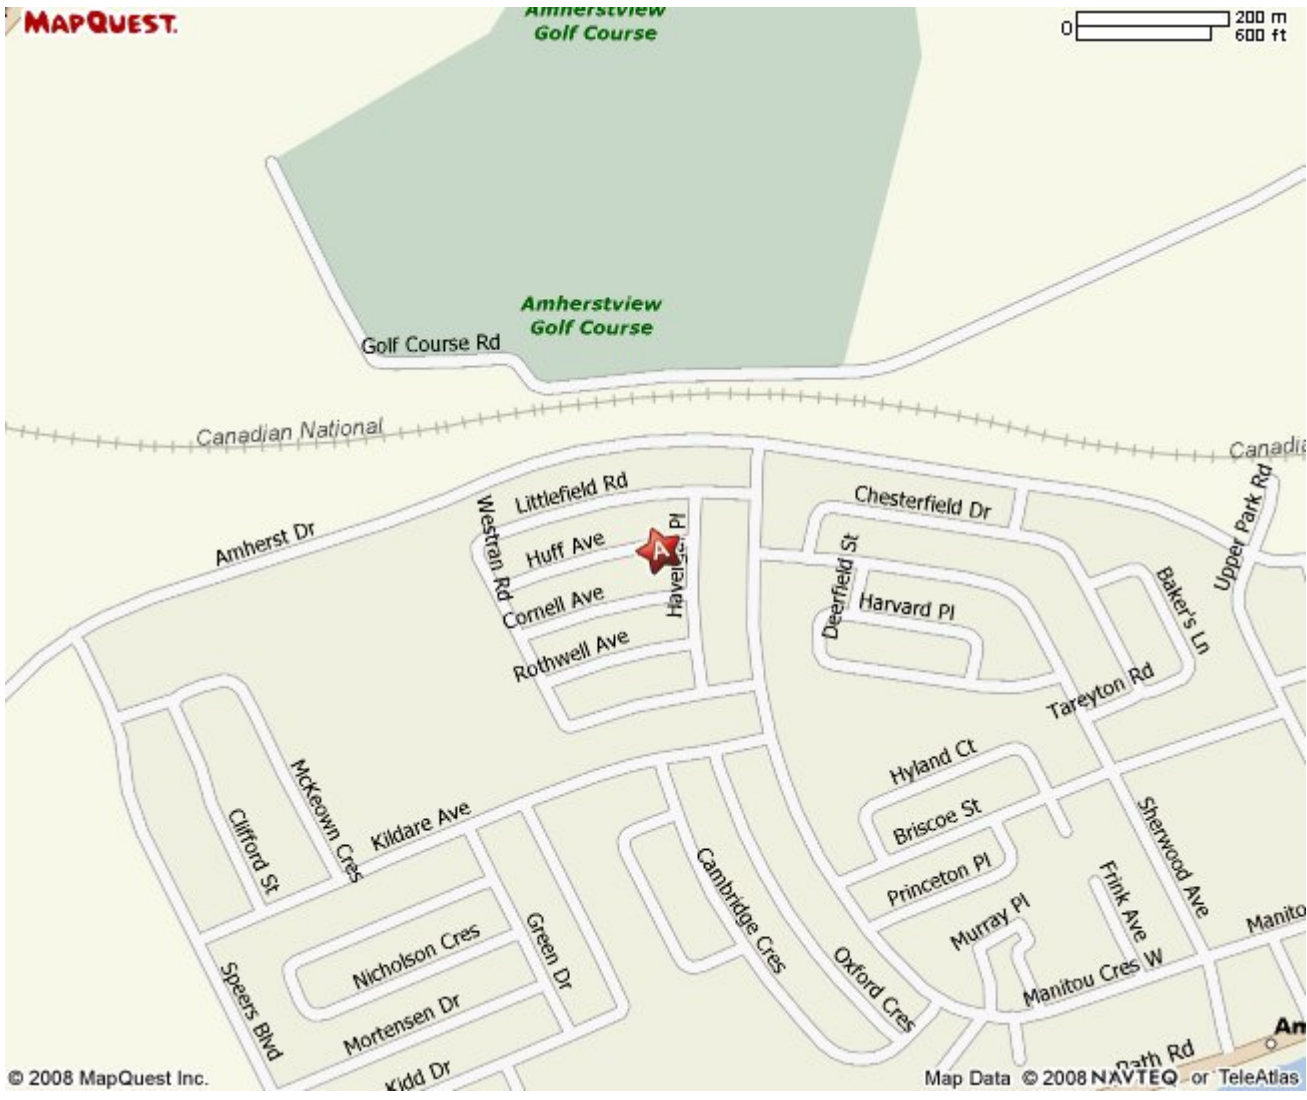 MAPQUEST.
Amherstview
Golf Course
0
200 m
600 ft
Amherstview
Golf Course
Golf Course Rd
Canadian National
Canadia
Littlefield Rd
Chesterfield Dr
Upper Park Rd
Westran Rd
Amherst Dr
Huff Ave
A
Pl
Deerfield St
Cornell Ave
Harvard Pl
Baker's Ln
Rothwell Ave
Tareyton Rd
McKeown Cres
Hyland Ct
Clifford St
Kildare Ave
Briscoe St
Sherwood Ave
Cambridge Cres
Princeton Pl
Frink Ave
Murray Pl
Manito
Green Dr
Nicholson Cres
Oxford Cres
Manitou Cres W
Speers Blvd
Mortensen Dr
Am
Kidd Dr
Bath Rd
© 2008 MapQuest Inc.
Map Data © 2008 NAVTEQ or TeleAtlas